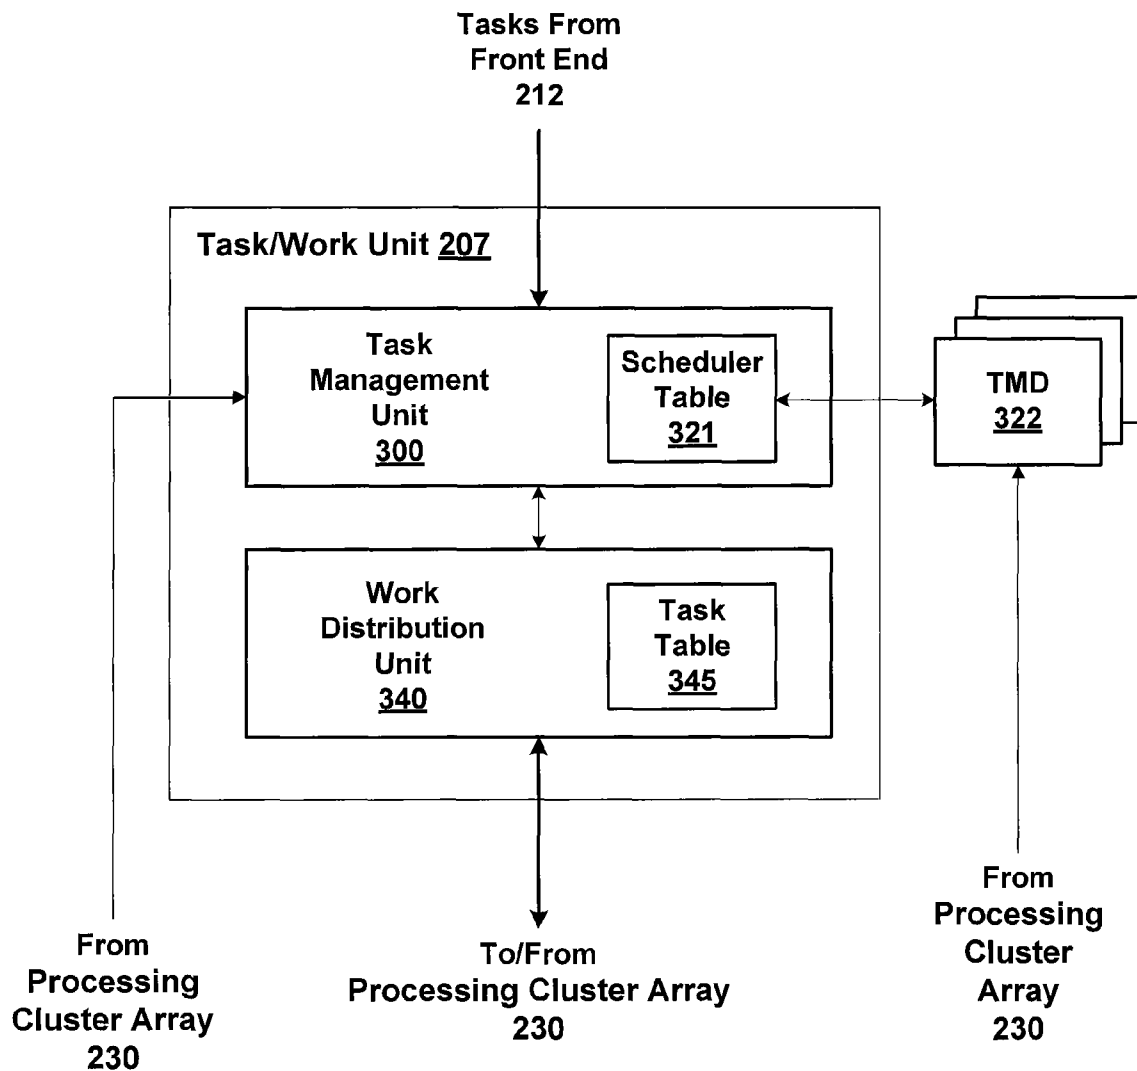 Tasks From
Front End
212
Task/Work Unit 207
Task
Management
Unit
300
Scheduler
Table
321
TMD
322
Work
Distribution
Unit
340
Task
Table
345
From
Processing
Cluster Array
230
To/From
Processing Cluster Array
230
From
Processing
Cluster
Array
230